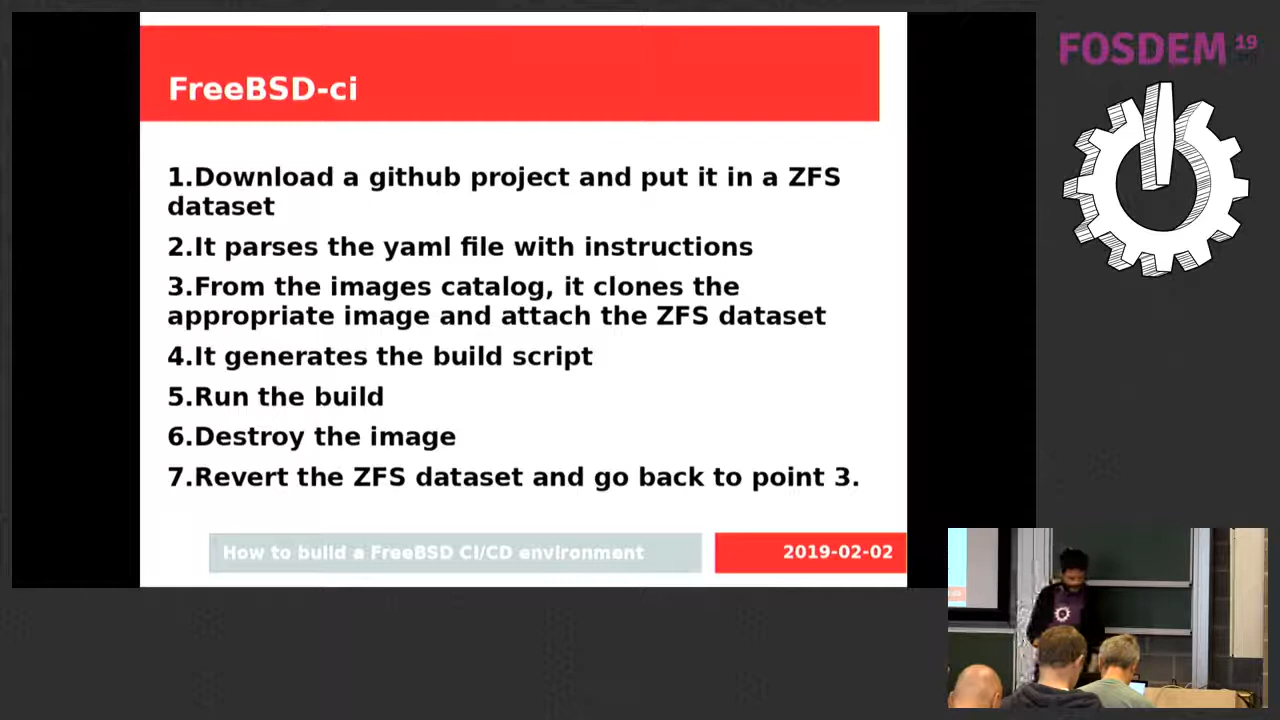 FreeBSD-ci
1.Download a github project and put it in a ZFS
dataset
2.It parses the yaml file with instructions
3.From the images catalog, it clones the
appropriate image and attach the ZFS dataset
4.It generates the build script
5.Run the build
6.Destroy the image
7.Revert the ZFS dataset and go back to point 3.
How to build a FreeBSD CI/CD environment
2019-02-02
FOSDEM 19